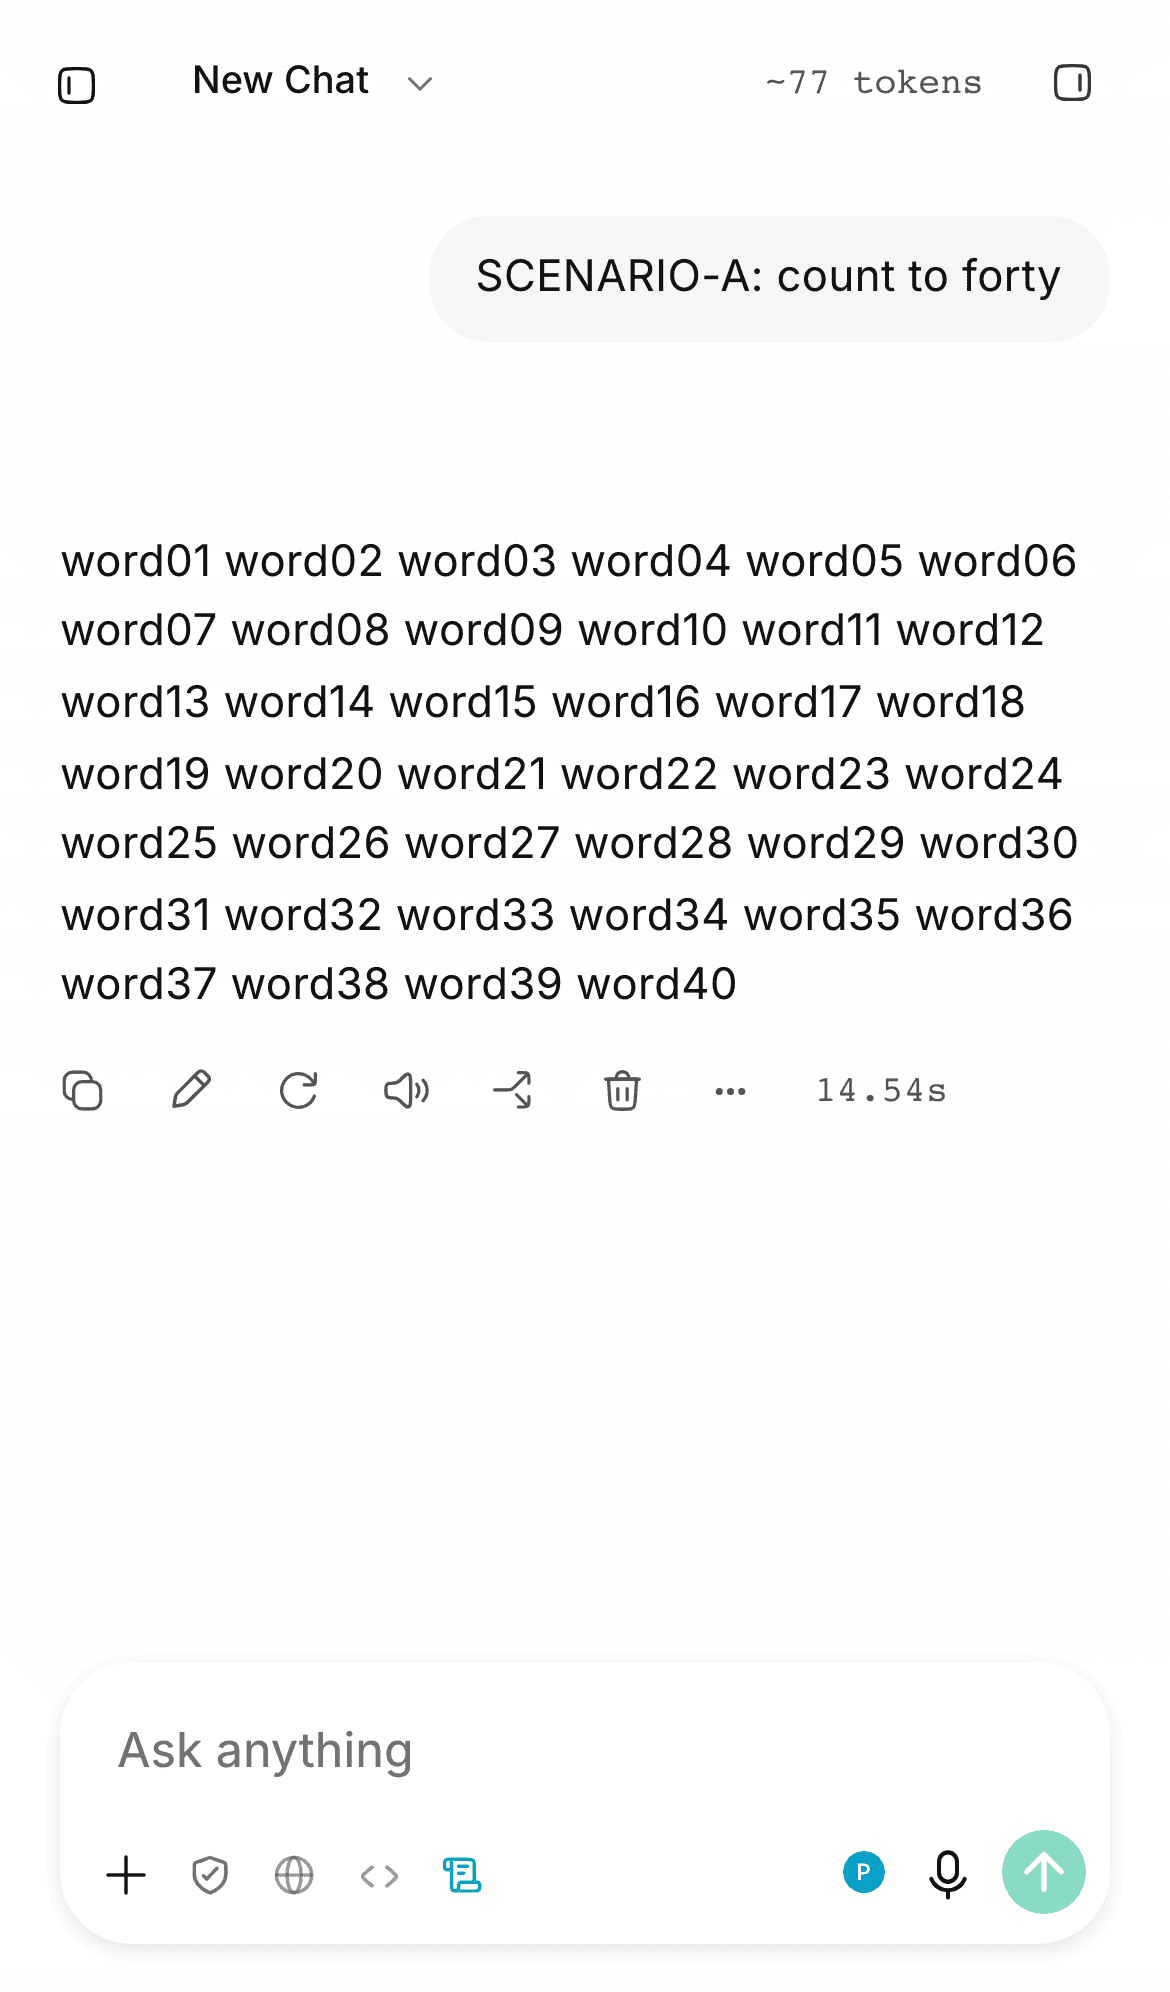 New Chat
~77 tokens
SCENARIO-A: count to forty
word01 word02 word03 word04 word05 word06
word07 word08 word09 word10 word11 word12
word13 word14 word15 word16 word17 word18
word19 word20 word21 word22 word23 word24
word25 word26 word27 word28 word29 word30
word31 word32 word33 word34 word35 word36
word37 word38 word39 word40
14.54s
Ask anything
P